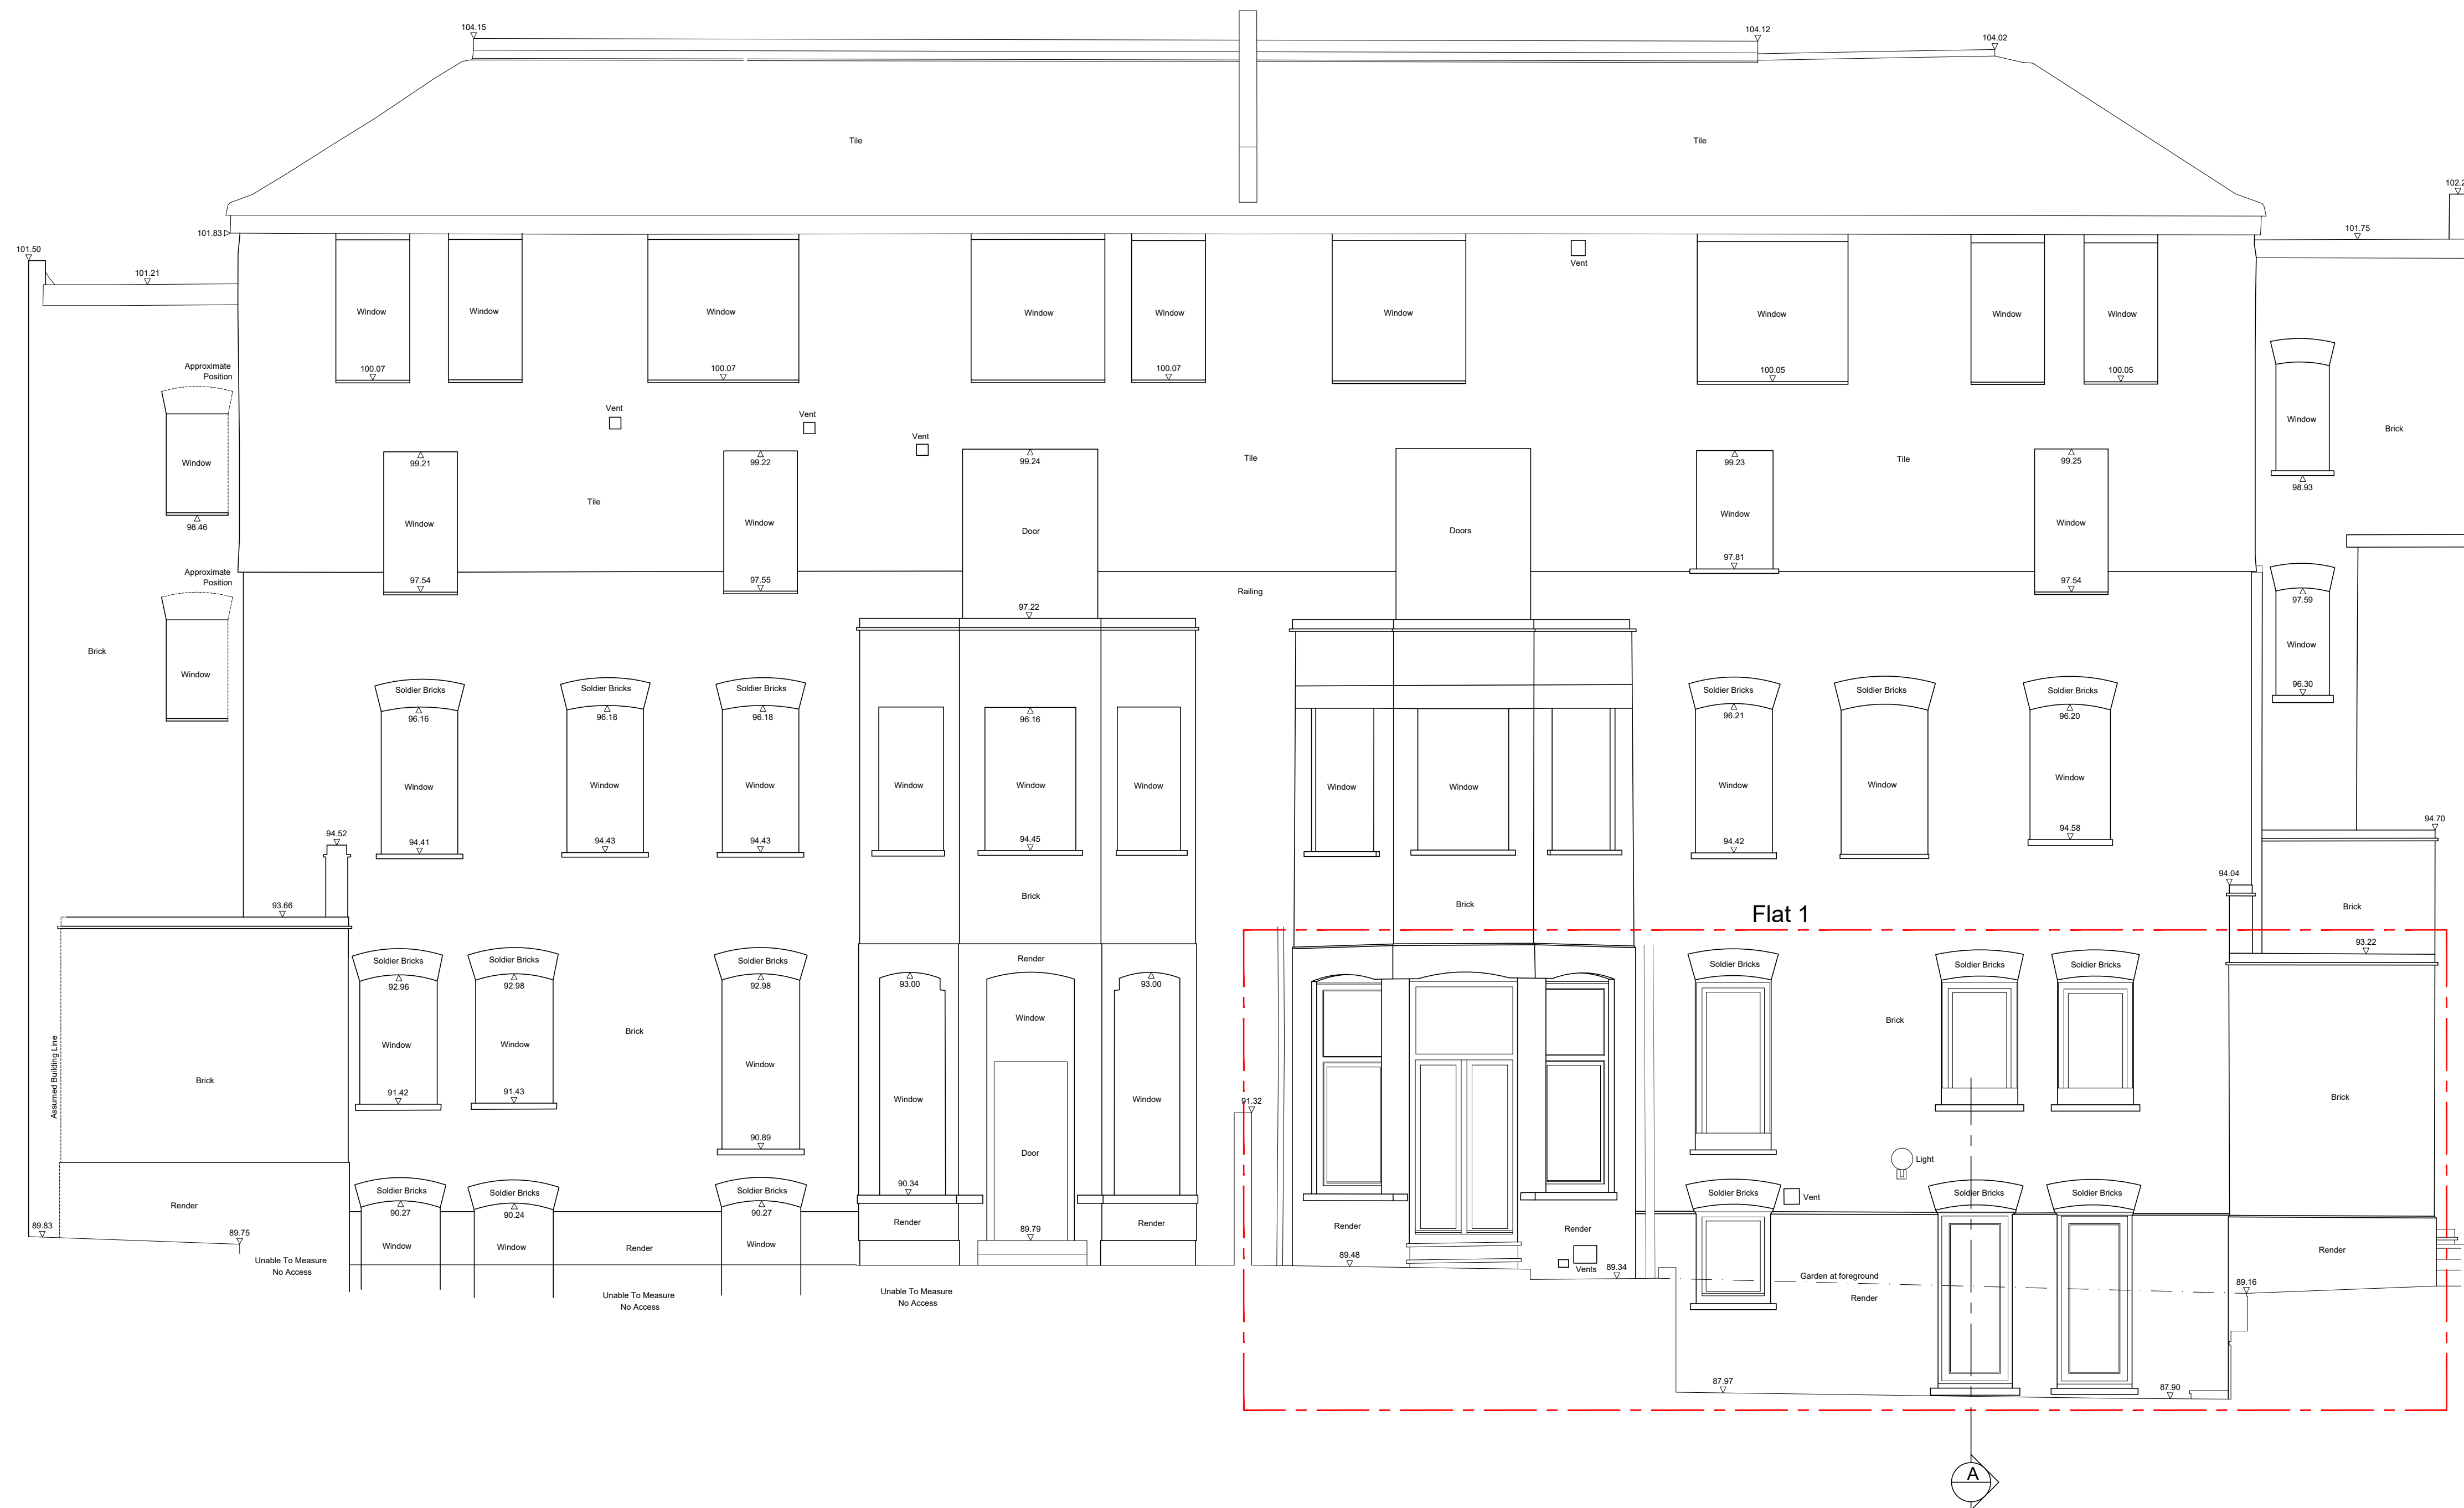 104.15
104.12
104.02
Tile
Tile
101.83
101.50
101.21
101.75
Vent
Window
Window
Window
Window
Window
Window
Window
Window
Window
100.07
100.07
100.07
100.05
100.05
Approximate
Position
Window
98.46
Vent
Vent
Vent
99.21
99.22
99.24
99.23
99.25
Window
98.93
Brick
Tile
Tile
Tile
Window
Window
Door
Doors
Window
Window
97.54
97.55
97.22
97.81
97.54
Railing
Approximate
Position
Window
Brick
97.59
Window
96.30
Soldier Bricks
Soldier Bricks
Soldier Bricks
Soldier Bricks
Soldier Bricks
Soldier Bricks
96.16
96.18
96.18
96.16
96.21
96.20
Window
Window
Window
Window
Window
Window
Window
Window
Window
Window
Window
94.41
94.43
94.43
94.45
94.42
94.58
94.52
94.70
94.04
93.66
Brick
Brick
Brick
Flat 1
93.22
Soldier Bricks
Soldier Bricks
Soldier Bricks
Render
Soldier Bricks
Soldier Bricks
Soldier Bricks
92.96
92.98
92.98
93.00
93.00
Window
Brick
Brick
Window
Window
Window
Assumed Building Line
Brick
91.42
91.43
Window
Window
91.32
Brick
90.89
Door
Light
90.34
Soldier Bricks
Soldier Bricks
Soldier Bricks
Soldier Bricks
Soldier Bricks
Soldier Bricks
Vent
90.27
90.24
90.27
Render
Render
Render
Render
Render
89.83
89.75
89.79
Window
Window
Render
Window
Render
Unable To Measure
No Access
89.48
Vents
89.34
Garden at foreground
Render
89.16
Unable To Measure
No Access
Unable To Measure
No Access
87.97
87.90
A